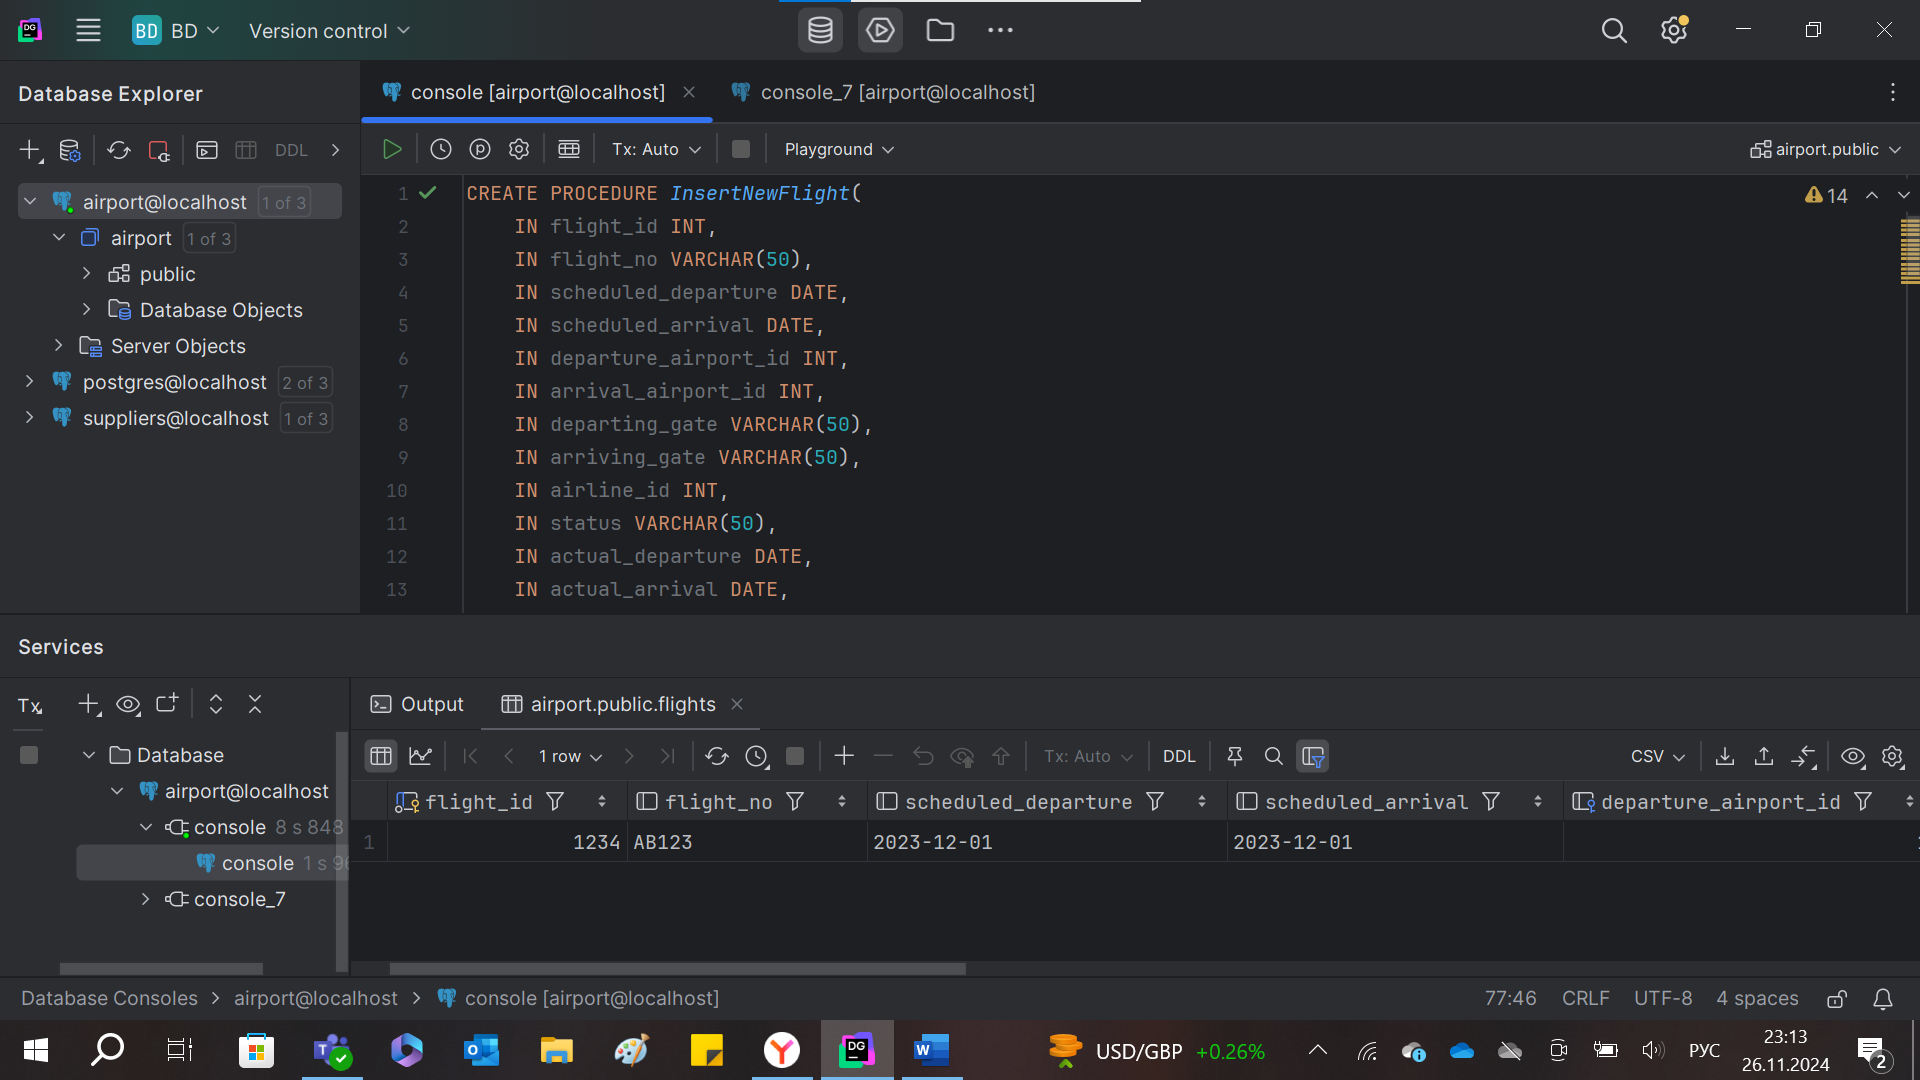 BD BD Version control
Database Explorer
console [airport@localhost]
console_7 [airport@localhost]
DDL
Tx: Auto
Playground
airport.public
airport@localhost 1 of 3
airport 1 of 3
public
Database Objects
Server Objects
postgres@localhost 2 of 3
suppliers@localhost 1 of 3
14
1 CREATE PROCEDURE InsertNewFlight(
2 IN flight_id INT,
3 IN flight_no VARCHAR(50),
4 IN scheduled_departure DATE,
5 IN scheduled_arrival DATE,
6 IN departure_airport_id INT,
7 IN arrival_airport_id INT,
8 IN departing_gate VARCHAR(50),
9 IN arriving_gate VARCHAR(50),
10 IN airline_id INT,
11 IN status VARCHAR(50),
12 IN actual_departure DATE,
13 IN actual_arrival DATE,
Services
Tx
Database
airport@localhost
console 8 s 848
console 1 s
console_7
Output
airport.public.flights
1 row
Tx: Auto
DDL
CSV
flight_id flight_no scheduled_departure scheduled_arrival departure_airport_id
1 1234 AB123 2023-12-01 2023-12-01
Database Consoles > airport@localhost > console [airport@localhost]
77:46 CRLF UTF-8 4 spaces
USD/GBP +0.26%
РУС
23:13
26.11.2024
2